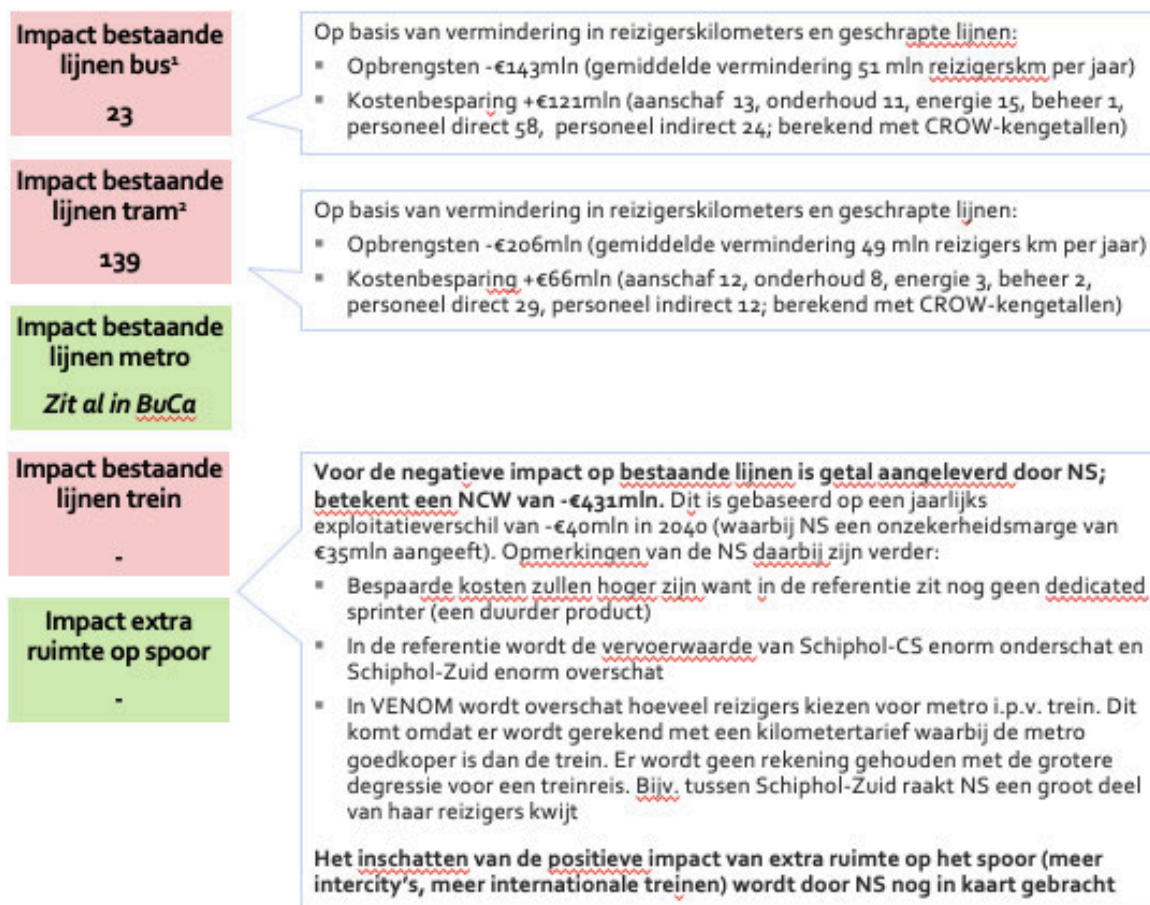 Impact bestaande
lijnen bus¹
23
Op basis van vermindering in reizigerskilometers en geschrapte lijnen:
▪ Opbrengsten -€143mln (gemiddelde vermindering 51 mln reizigerskm per jaar)
▪ Kostenbesparing +€121mln (aanschaf 13, onderhoud 11, energie 15, beheer 1,
personeel direct 58, personeel indirect 24; berekend met CROW-kengetallen)
Impact bestaande
lijnen tram²
139
Op basis van vermindering in reizigerskilometers en geschrapte lijnen:
▪ Opbrengsten -€206mln (gemiddelde vermindering 49 mln reizigers km per jaar)
▪ Kostenbesparing +€66mln (aanschaf 12, onderhoud 8, energie 3, beheer 2,
personeel direct 29, personeel indirect 12; berekend met CROW-kengetallen)
Impact bestaande
lijnen metro
Zit al in BuCa
Impact bestaande
lijnen trein
-
Impact extra
ruimte op spoor
-
Voor de negatieve impact op bestaande lijnen is getal aangeleverd door NS;
betekent een NCW van -€431mln. Dit is gebaseerd op een jaarlijks
exploitatieverschil van -€40mln in 2040 (waarbij NS een onzekerheidsmarge van
€35mln aangeeft). Opmerkingen van de NS daarbij zijn verder:
▪ Bespaarde kosten zullen hoger zijn want in de referentie zit nog geen dedicated
sprinter (een duurder product)
▪ In de referentie wordt de vervoerwaarde van Schiphol-CS enorm onderschat en
Schiphol-Zuid enorm overschat
▪ In VENOM wordt overschat hoeveel reizigers kiezen voor metro i.p.v. trein. Dit
komt omdat er wordt gerekend met een kilometertarief waarbij de metro
goedkoper is dan de trein. Er wordt geen rekening gehouden met de grotere
degressie voor een treinreis. Bijv. tussen Schiphol-Zuid raakt NS een groot deel
van haar reizigers kwijt
Het inschatten van de positieve impact van extra ruimte op het spoor (meer
intercity's, meer internationale treinen) wordt door NS nog in kaart gebracht